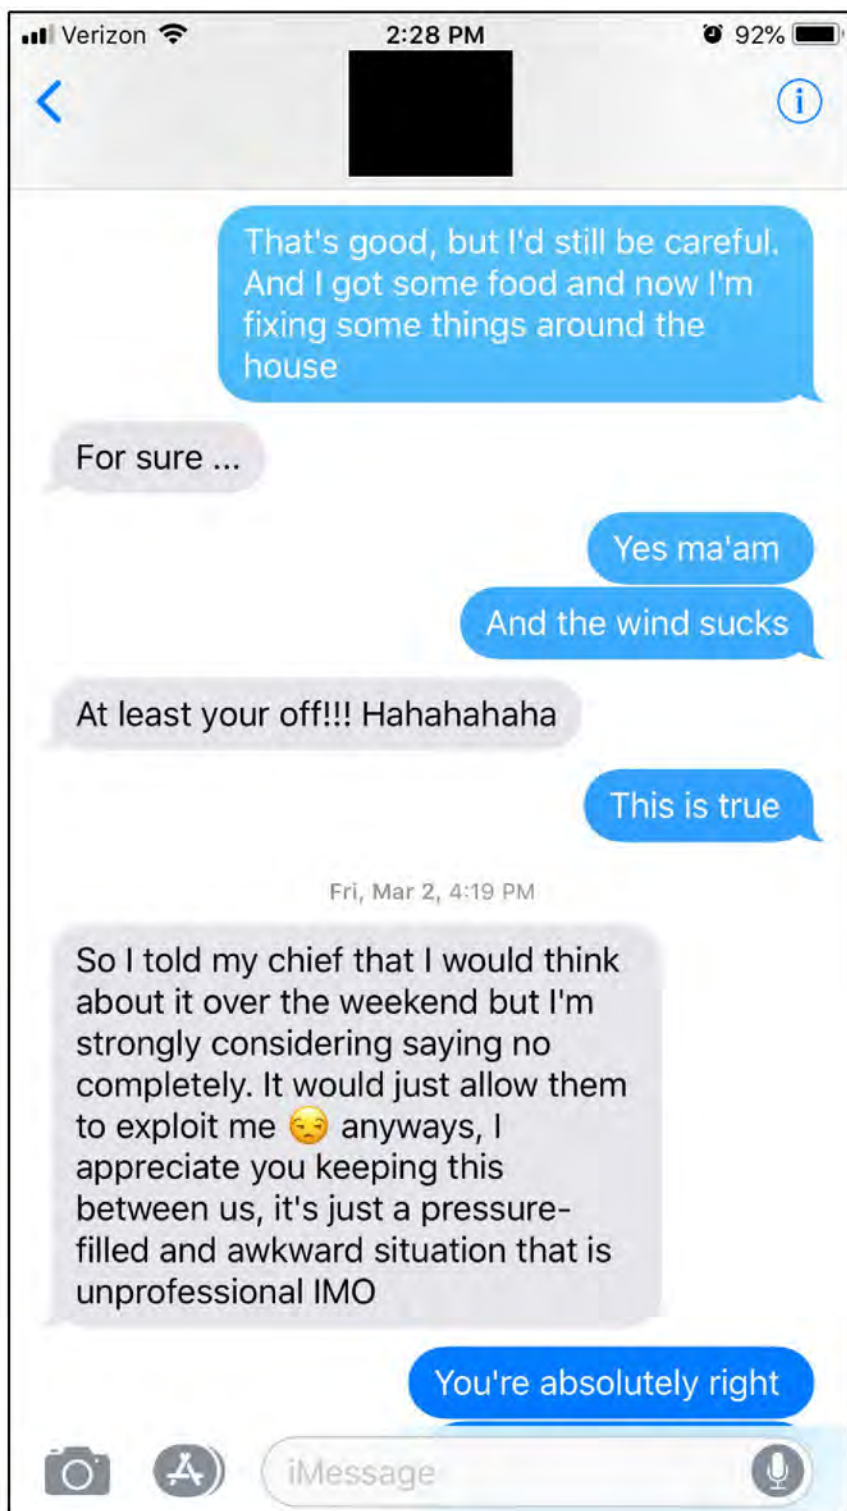 Verizon 2:28 PM 92%
That's good, but I'd still be careful.
And I got some food and now I'm
fixing some things around the
house
For sure ...
Yes ma'am
And the wind sucks
At least your off!!! Hahahahaha
This is true
Fri, Mar 2, 4:19 PM
So I told my chief that I would think
about it over the weekend but I'm
strongly considering saying no
completely. It would just allow them
to exploit me 😒 anyways, I
appreciate you keeping this
between us, it's just a pressure-
filled and awkward situation that is
unprofessional IMO
You're absolutely right
iMessage